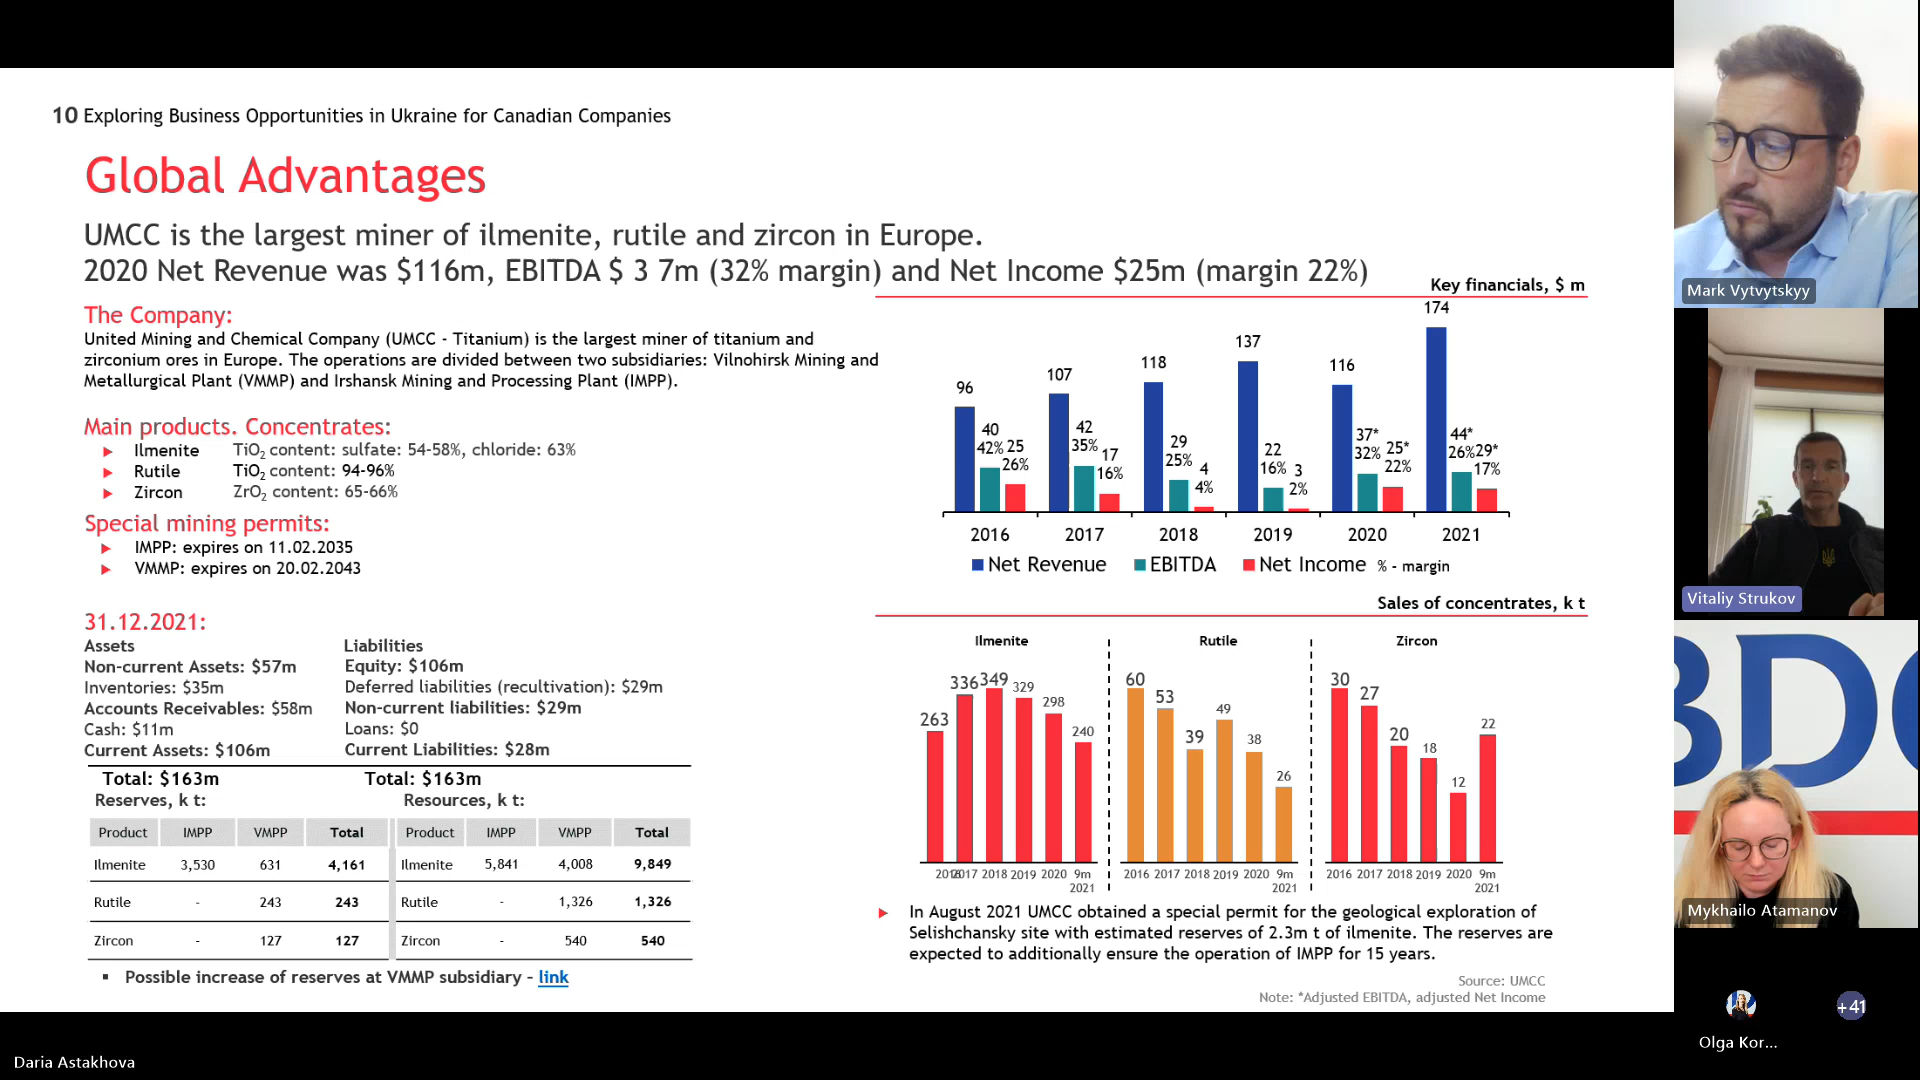 10 Exploring Business Opportunities in Ukraine for Canadian Companies
Global Advantages
UMCC is the largest miner of ilmenite, rutile and zircon in Europe.
2020 Net Revenue was $116m, EBITDA $ 3 7m (32% margin) and Net Income $25m (margin 22%)
The Company:
United Mining and Chemical Company (UMCC - Titanium) is the largest miner of titanium and
zirconium ores in Europe. The operations are divided between two subsidiaries: Vilnohirsk Mining and
Metallurgical Plant (VMMP) and Irshansk Mining and Processing Plant (IMPP).
Main products. Concentrates:
▶ Ilmenite TiO₂ content: sulfate: 54-58%, chloride: 63%
▶ Rutile TiO₂ content: 94-96%
▶ Zircon ZrO₂ content: 65-66%
Special mining permits:
▶ IMPP: expires on 11.02.2035
▶ VMMP: expires on 20.02.2043
31.12.2021:
Assets Liabilities
Non-current Assets: $57m Equity: $106m
Inventories: $35m Deferred liabilities (recultivation): $29m
Accounts Receivables: $58m Non-current liabilities: $29m
Cash: $11m Loans: $0
Current Assets: $106m Current Liabilities: $28m
Total: $163m Total: $163m
Reserves, k t: Resources, k t:
Product IMPP VMPP Total Product IMPP VMPP Total
Ilmenite 3,530 631 4,161 Ilmenite 5,841 4,008 9,849
Rutile - 243 243 Rutile - 1,326 1,326
Zircon - 127 127 Zircon - 540 540
▪ Possible increase of reserves at VMMP subsidiary – link
Key financials, $ m
96 40 42% 25 26%
107 42 35% 17 16%
118 29 25% 4 4%
137 22 16% 3 2%
116 37* 32% 25* 22%
174 44* 26% 29* 17%
2016 2017 2018 2019 2020 2021
Net Revenue EBITDA Net Income % - margin
Sales of concentrates, k t
Ilmenite Rutile Zircon
263 336 349 329 298 240
60 53 39 49 38 26
30 27 20 18 12 22
2016 2017 2018 2019 2020 9m 2021
2016 2017 2018 2019 2020 9m 2021
2016 2017 2018 2019 2020 9m 2021
▶ In August 2021 UMCC obtained a special permit for the geological exploration of
Selishchansky site with estimated reserves of 2.3m t of ilmenite. The reserves are
expected to additionally ensure the operation of IMPP for 15 years.
Source: UMCC
Note: *Adjusted EBITDA, adjusted Net Income
Mark Vytvytskyy
Vitaliy Strukov
BDO
Mykhailo Atamanov
Olga Kor...
+41
Daria Astakhova